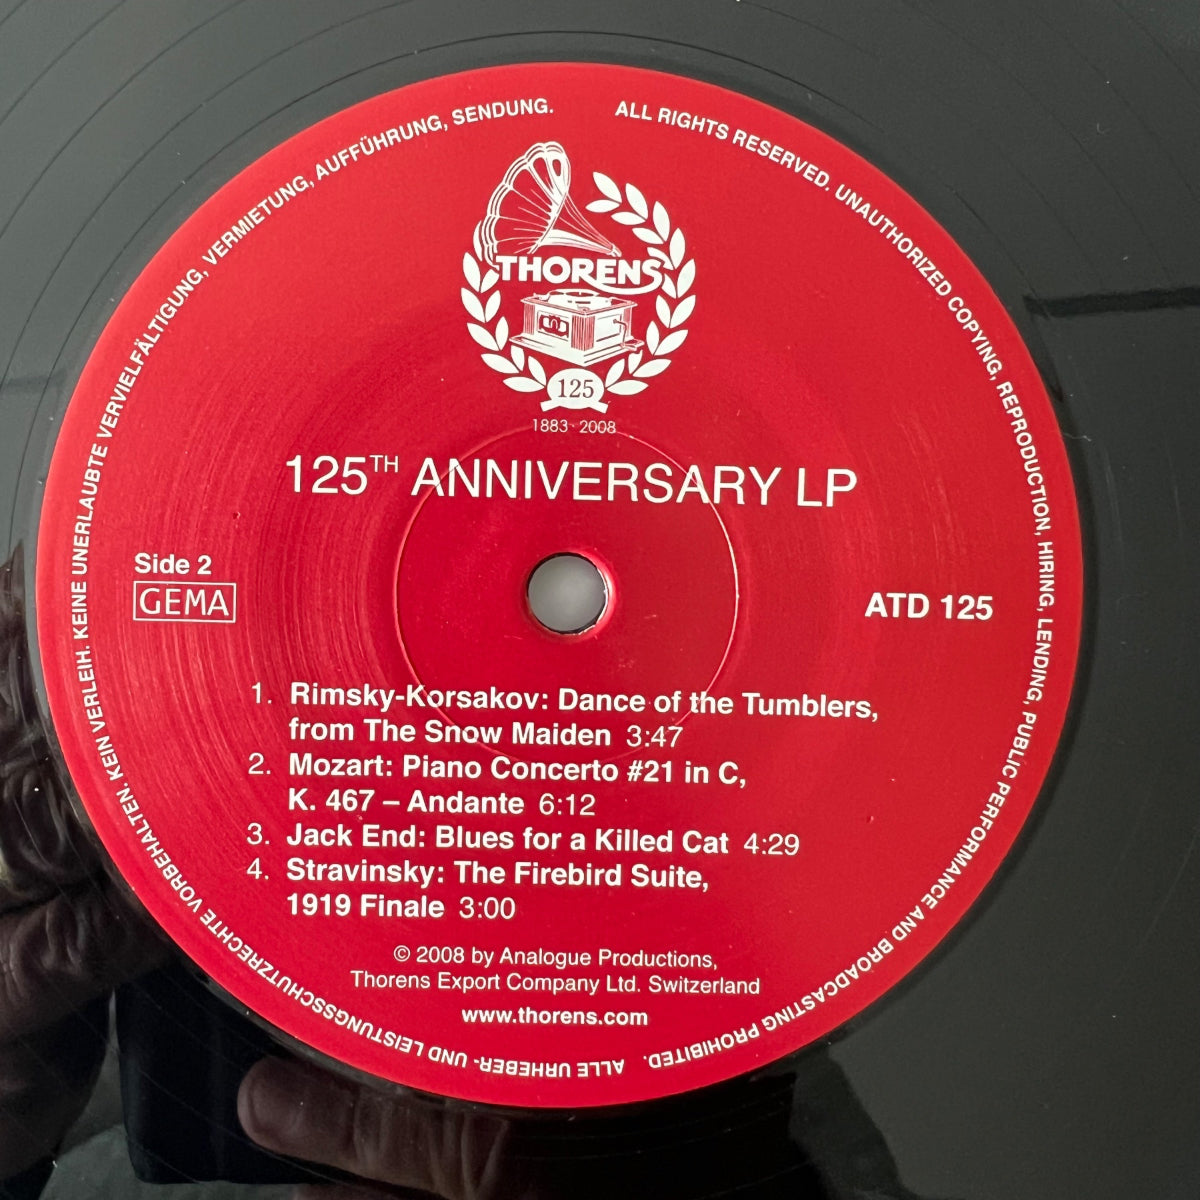 ALLE URHEBER- UND LEISTUNGSSCHUTZRECHTE VORBEHALTEN. KEIN VERLEIH. KEINE UNERLAUBTE VERVIELFÄLTIGUNG, VERMIETUNG, AUFFÜHRUNG, SENDUNG.
ALL RIGHTS RESERVED. UNAUTHORIZED COPYING, REPRODUCTION, HIRING, LENDING, PUBLIC PERFORMANCE AND BROADCASTING PROHIBITED.
THORENS
125
1883-2008
125TH ANNIVERSARY LP
Side 2
GEMA
ATD 125
1. Rimsky-Korsakov: Dance of the Tumblers,
from The Snow Maiden 3:47
2. Mozart: Piano Concerto #21 in C,
K. 467 – Andante 6:12
3. Jack End: Blues for a Killed Cat 4:29
4. Stravinsky: The Firebird Suite,
1919 Finale 3:00
© 2008 by Analogue Productions,
Thorens Export Company Ltd. Switzerland
www.thorens.com